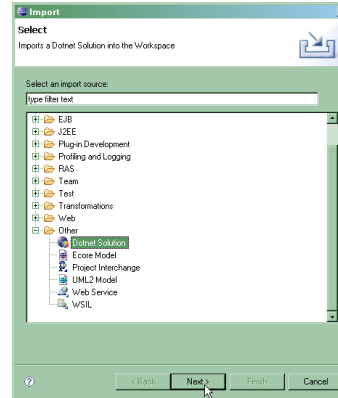 Import
Select
Imports a Dotnet Solution into the Workspace
Select an import source:
type filter text
EJB
J2EE
Plug-in Development
Profiling and Logging
RAS
Team
Test
Transformations
Web
Other
Dotnet Solution
Ecore Model
Project Interchange
UML2 Model
Web Service
WSIL
? < Back Next > Finish Cancel